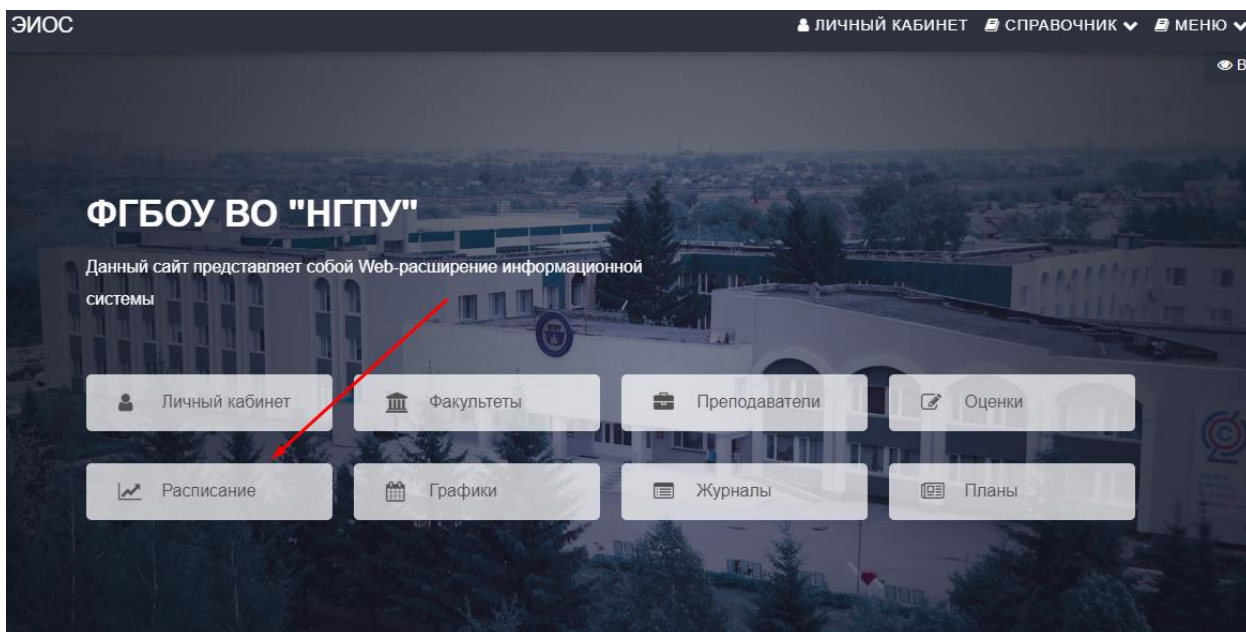 ЭИОС
ЛИЧНЫЙ КАБИНЕТ СПРАВОЧНИК МЕНЮ
В
ФГБОУ ВО "НГПУ"
Данный сайт представляет собой Web-расширение информационной
системы
Личный кабинет Факультеты Преподаватели Оценки
Расписание Графики Журналы Планы